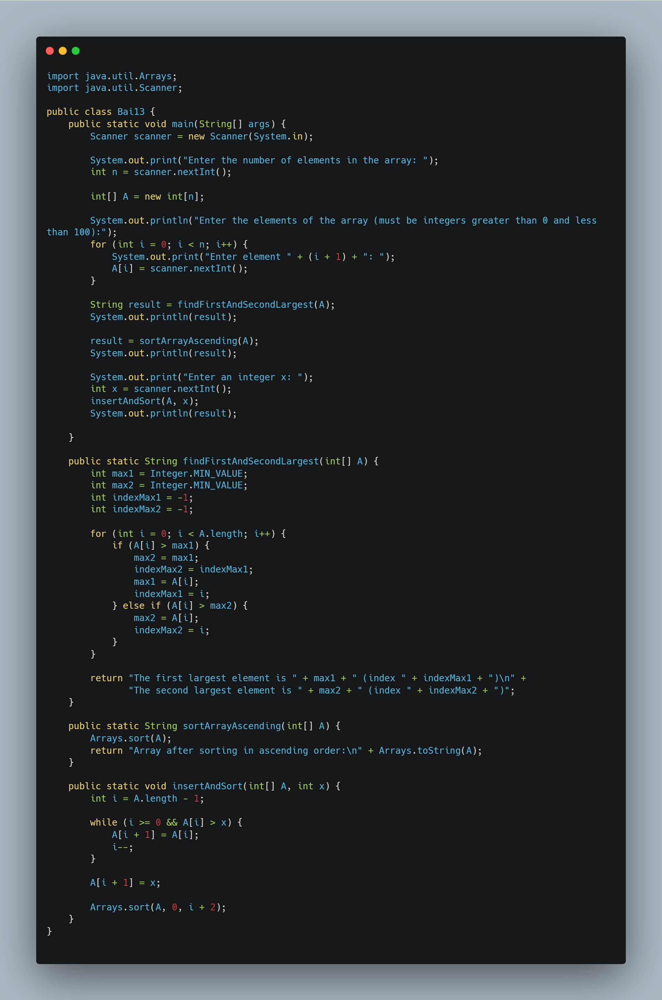 import java.util.Arrays;
import java.util.Scanner;

public class Bai13 {
    public static void main(String[] args) {
        Scanner scanner = new Scanner(System.in);

        System.out.print("Enter the number of elements in the array: ");
        int n = scanner.nextInt();

        int[] A = new int[n];

        System.out.println("Enter the elements of the array (must be integers greater than 0 and less
than 100):");
        for (int i = 0; i < n; i++) {
            System.out.print("Enter element " + (i + 1) + ": ");
            A[i] = scanner.nextInt();
        }

        String result = findFirstAndSecondLargest(A);
        System.out.println(result);

        result = sortArrayAscending(A);
        System.out.println(result);

        System.out.print("Enter an integer x: ");
        int x = scanner.nextInt();
        insertAndSort(A, x);
        System.out.println(result);

    }

    public static String findFirstAndSecondLargest(int[] A) {
        int max1 = Integer.MIN_VALUE;
        int max2 = Integer.MIN_VALUE;
        int indexMax1 = -1;
        int indexMax2 = -1;

        for (int i = 0; i < A.length; i++) {
            if (A[i] > max1) {
                max2 = max1;
                indexMax2 = indexMax1;
                max1 = A[i];
                indexMax1 = i;
            } else if (A[i] > max2) {
                max2 = A[i];
                indexMax2 = i;
            }
        }

        return "The first largest element is " + max1 + " (index " + indexMax1 + ")\n" +
               "The second largest element is " + max2 + " (index " + indexMax2 + ")";
    }

    public static String sortArrayAscending(int[] A) {
        Arrays.sort(A);
        return "Array after sorting in ascending order:\n" + Arrays.toString(A);
    }

    public static void insertAndSort(int[] A, int x) {
        int i = A.length - 1;

        while (i >= 0 && A[i] > x) {
            A[i + 1] = A[i];
            i--;
        }

        A[i + 1] = x;

        Arrays.sort(A, 0, i + 2);
    }
}